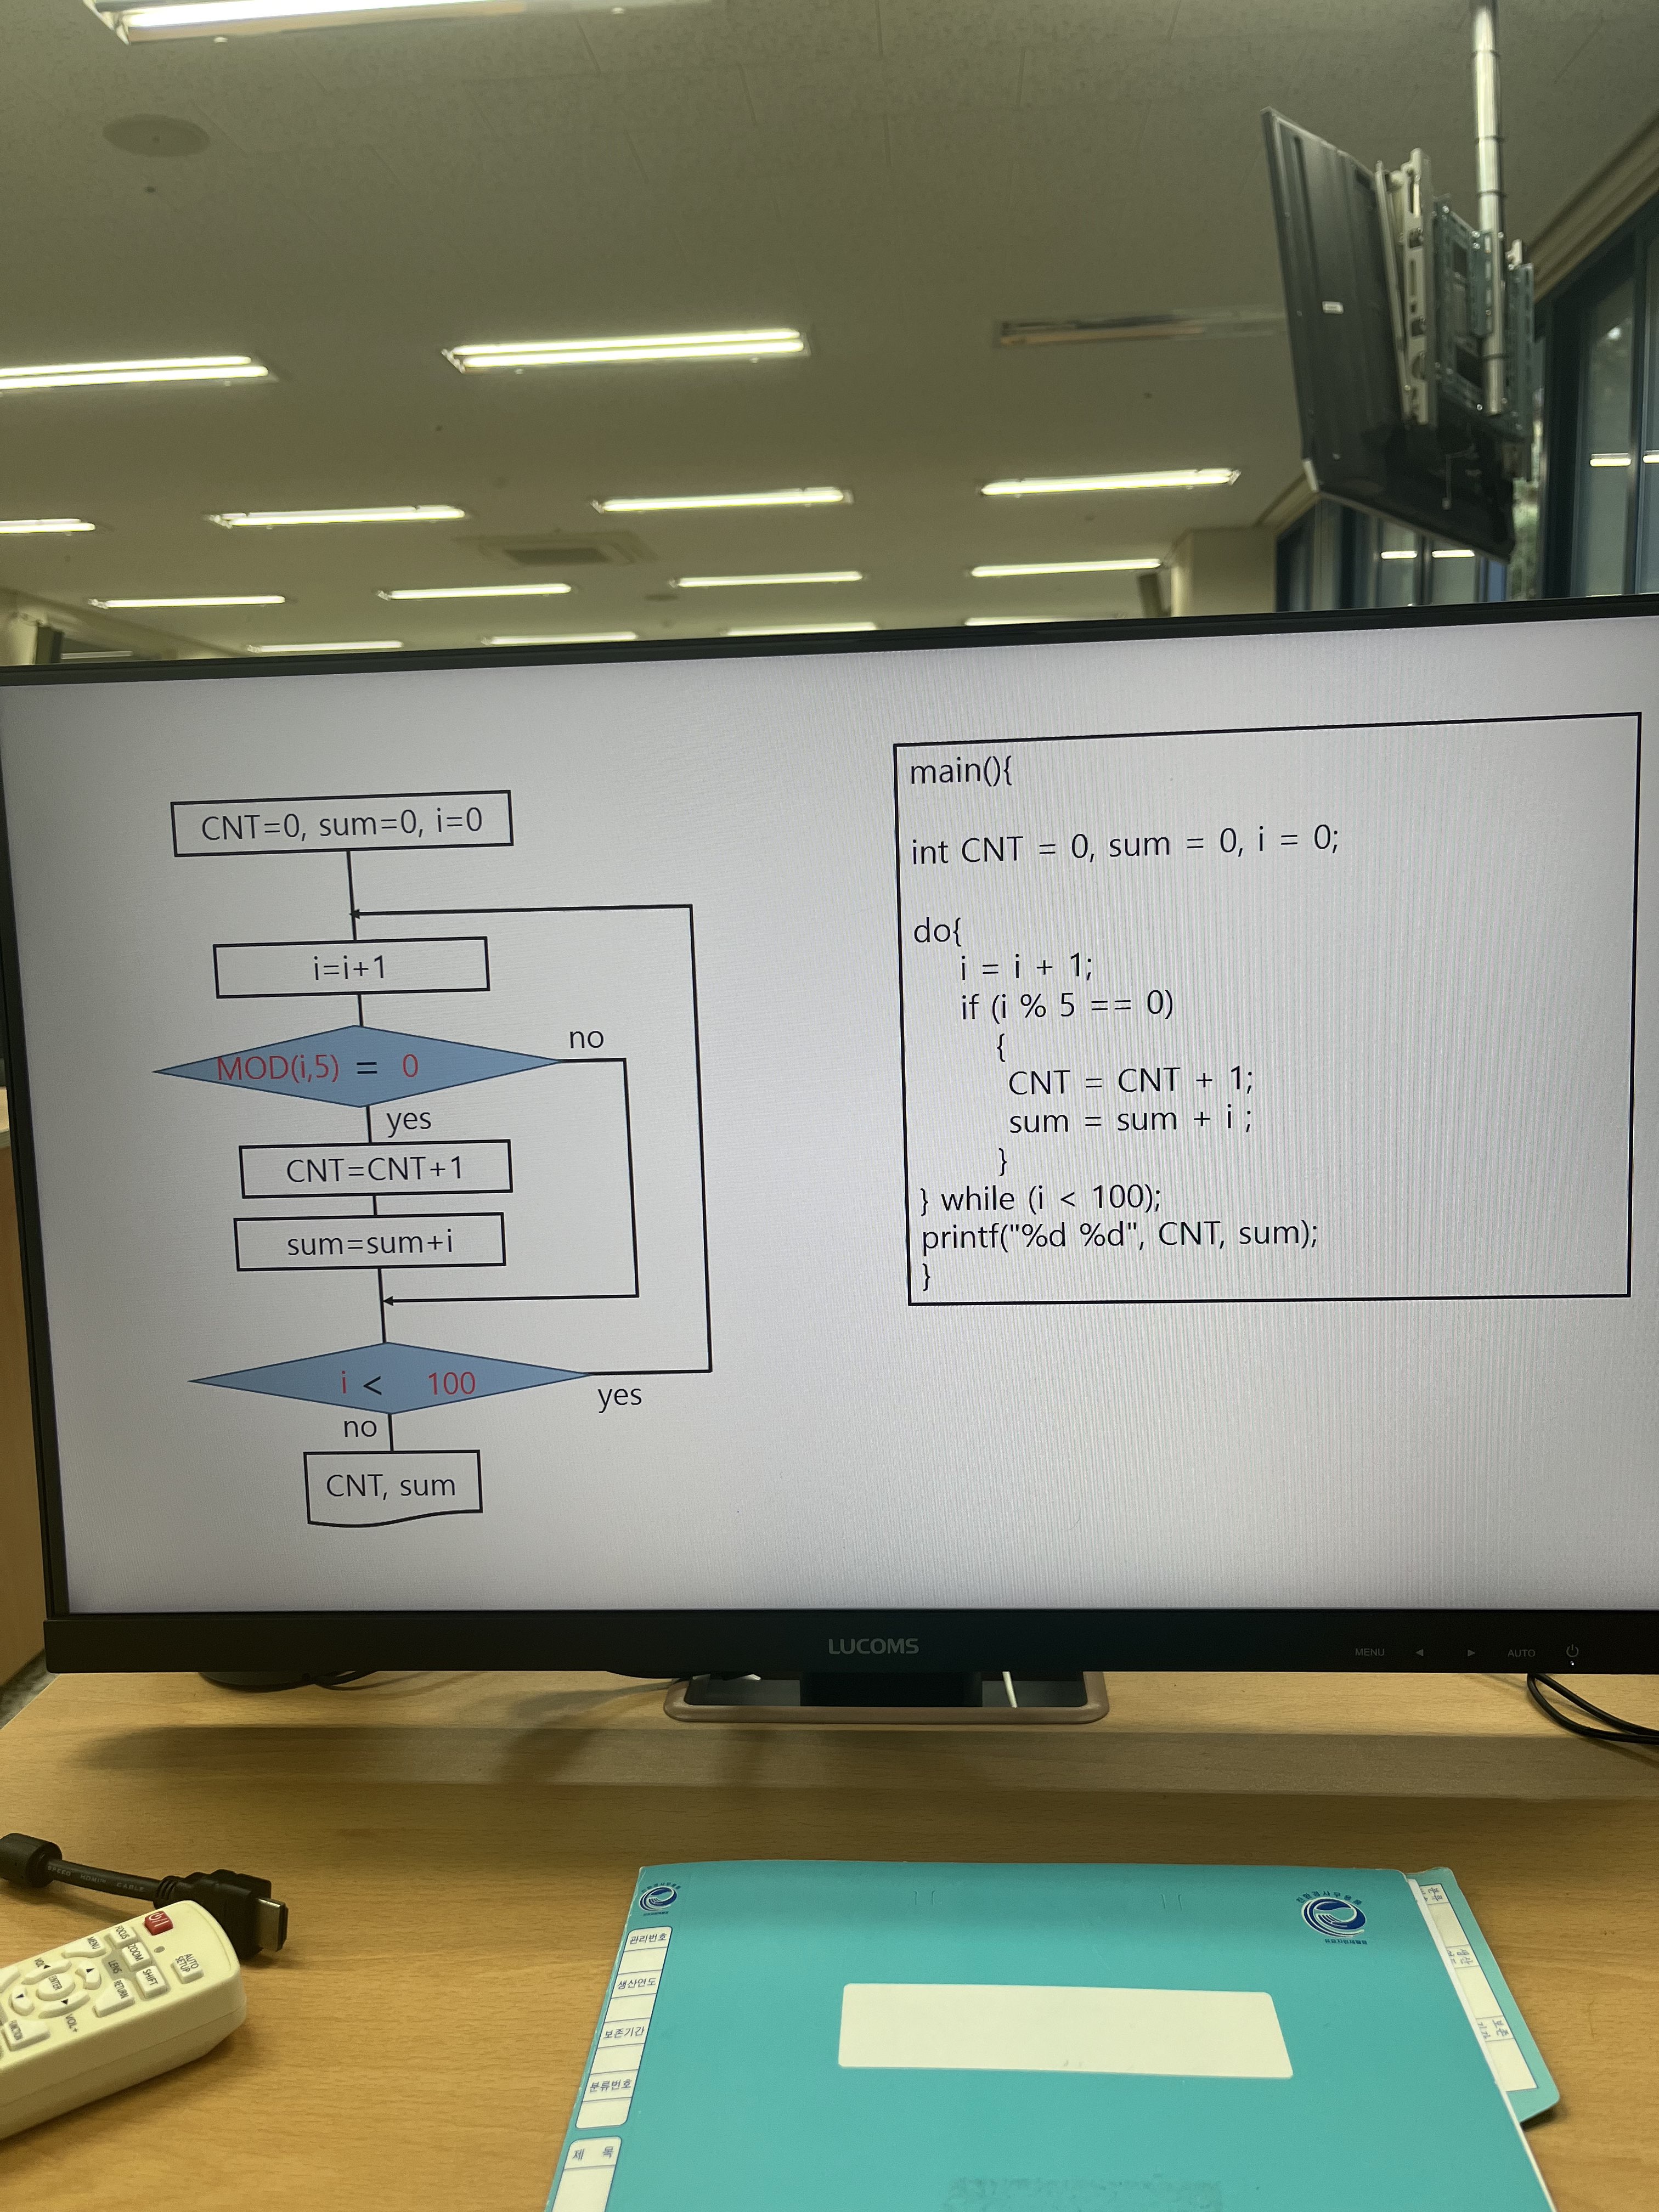 CNT=0, sum=0, i=0
i=i+1
MOD(i,5) = 0
no
yes
CNT=CNT+1
sum=sum+i
i < 100
yes
no
CNT, sum
main(){
int CNT = 0, sum = 0, i = 0;
do{
i = i + 1;
if (i % 5 == 0)
{
CNT = CNT + 1;
sum = sum + i ;
}
} while (i < 100);
printf("%d %d", CNT, sum);
}
LUCOMS
MENU ◄ ► AUTO
SPEED HDMI™ CABLE
AUTO SETUP
FOCUS ZOOM SHIFT
MENU LENS RETURN
ENTER
VOL+
관리번호
생산연도
보존기간
분류번호
제 목